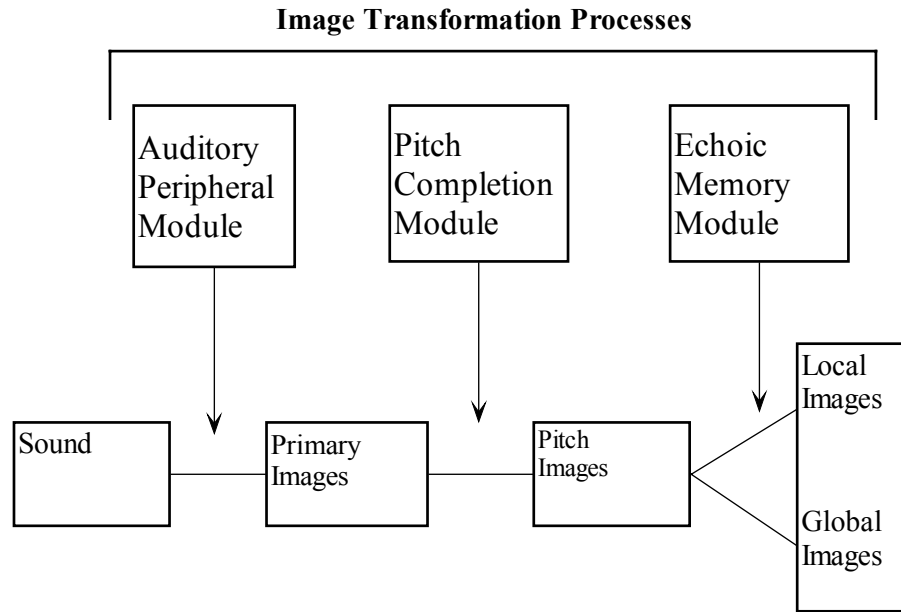 Image Transformation Processes
Auditory
Peripheral
Module
Pitch
Completion
Module
Echoic
Memory
Module
Sound
Primary
Images
Pitch
Images
Local
Images
Global
Images